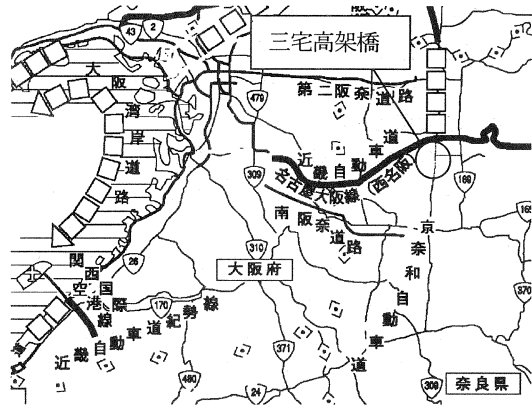 三宅高架橋
43
2
大阪湾岸道路
479
第二阪奈道路
近畿自動車道
名古屋大阪線
(西名阪)
309
169
南阪奈道路
京奈和自動車道
26
310
大阪府
関西国際
空港線
170
近畿自動車道紀勢線
371
480
24
309
370
奈良県